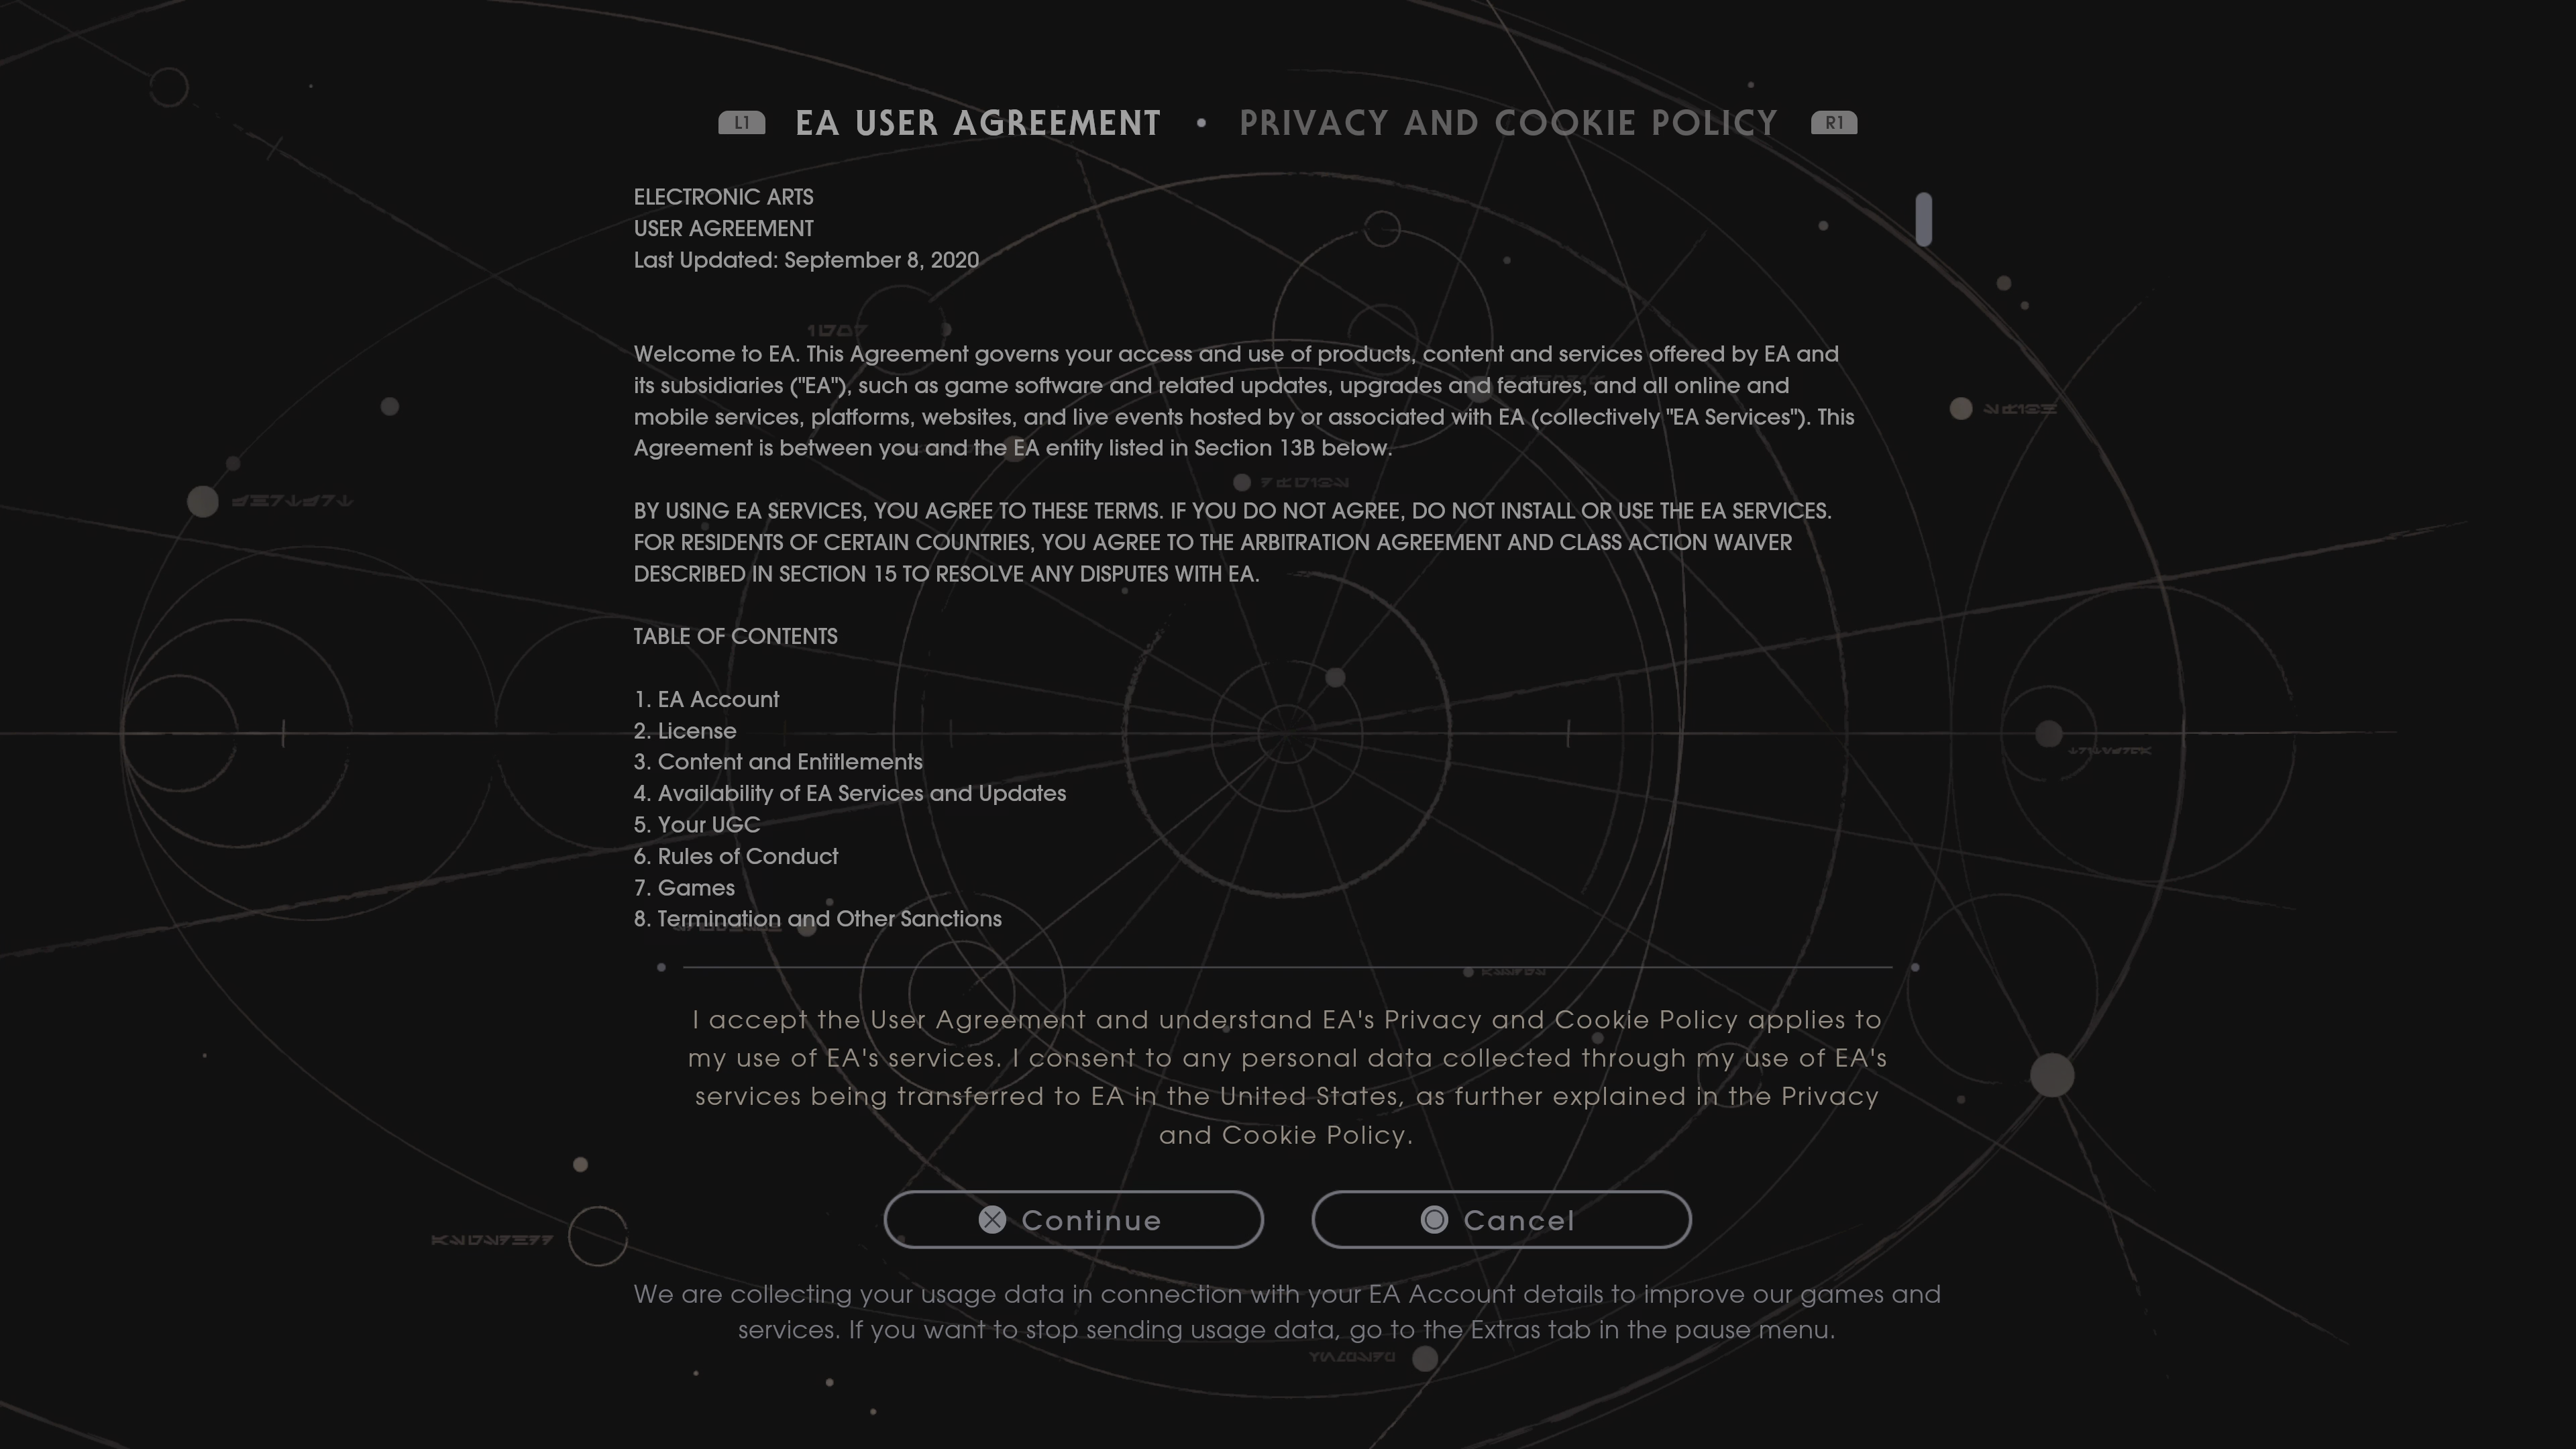 L1 EA USER AGREEMENT • PRIVACY AND COOKIE POLICY R1
ELECTRONIC ARTS
USER AGREEMENT
Last Updated: September 8, 2020
Welcome to EA. This Agreement governs your access and use of products, content and services offered by EA and
its subsidiaries ("EA"), such as game software and related updates, upgrades and features, and all online and
mobile services, platforms, websites, and live events hosted by or associated with EA (collectively "EA Services"). This
Agreement is between you and the EA entity listed in Section 13B below.
BY USING EA SERVICES, YOU AGREE TO THESE TERMS. IF YOU DO NOT AGREE, DO NOT INSTALL OR USE THE EA SERVICES.
FOR RESIDENTS OF CERTAIN COUNTRIES, YOU AGREE TO THE ARBITRATION AGREEMENT AND CLASS ACTION WAIVER
DESCRIBED IN SECTION 15 TO RESOLVE ANY DISPUTES WITH EA.
TABLE OF CONTENTS
1. EA Account
2. License
3. Content and Entitlements
4. Availability of EA Services and Updates
5. Your UGC
6. Rules of Conduct
7. Games
8. Termination and Other Sanctions
I accept the User Agreement and understand EA's Privacy and Cookie Policy applies to
my use of EA's services. I consent to any personal data collected through my use of EA's
services being transferred to EA in the United States, as further explained in the Privacy
and Cookie Policy.
Continue
Cancel
We are collecting your usage data in connection with your EA Account details to improve our games and
services. If you want to stop sending usage data, go to the Extras tab in the pause menu.